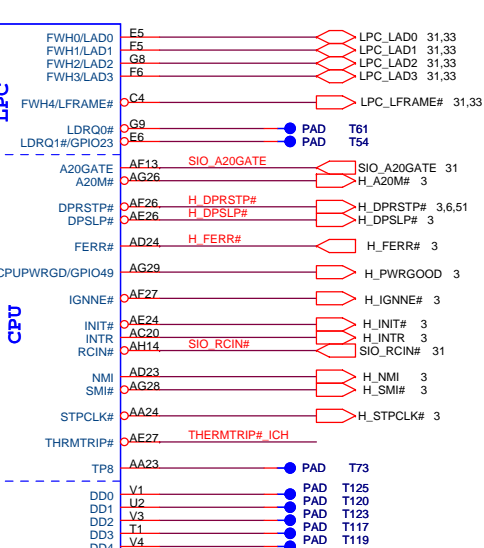 LPC
FWH0/LAD0 E5 LPC_LAD0 31,33
FWH1/LAD1 F5 LPC_LAD1 31,33
FWH2/LAD2 G8 LPC_LAD2 31,33
FWH3/LAD3 F6 LPC_LAD3 31,33
FWH4/LFRAME# C4 LPC_LFRAME# 31,33
LDRQ0# G9 PAD T61
LDRQ1#/GPIO23 E6 PAD T54
A20GATE AF13 SIO_A20GATE SIO_A20GATE 31
A20M# AG26 H_A20M# 3
DPRSTP# AF26 H_DPRSTP# H_DPRSTP# 3,6,51
DPSLP# AE26 H_DPSLP# H_DPSLP# 3
FERR# AD24 H_FERR# H_FERR# 3
CPUPWRGD/GPIO49 AG29 H_PWRGOOD 3
CPU
IGNNE# AF27 H_IGNNE# 3
INIT# AE24 H_INIT# 3
INTR AC20 H_INTR 3
RCIN# AH14 SIO_RCIN# SIO_RCIN# 31
NMI AD23 H_NMI 3
SMI# AG28 H_SMI# 3
STPCLK# AA24 H_STPCLK# 3
THRMTRIP# AE27 THERMTRIP#_ICH
TP8 AA23 PAD T73
DD0 V1 PAD T125
DD1 U2 PAD T120
DD2 V3 PAD T123
DD3 T1 PAD T117
DD4 V4 PAD T119